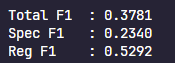 Total F1  : 0.3781
Spec F1   : 0.2340
Reg F1    : 0.5292